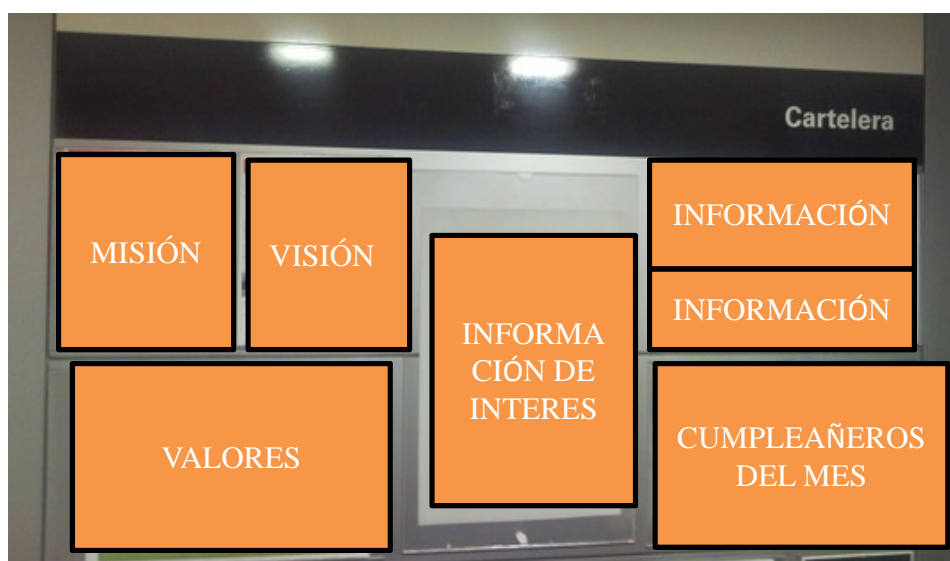 Cartelera
MISIÓN
VISIÓN
INFORMACIÓN
INFORMACIÓN
INFORMA
CIÓN DE
INTERES
VALORES
CUMPLEAÑEROS
DEL MES